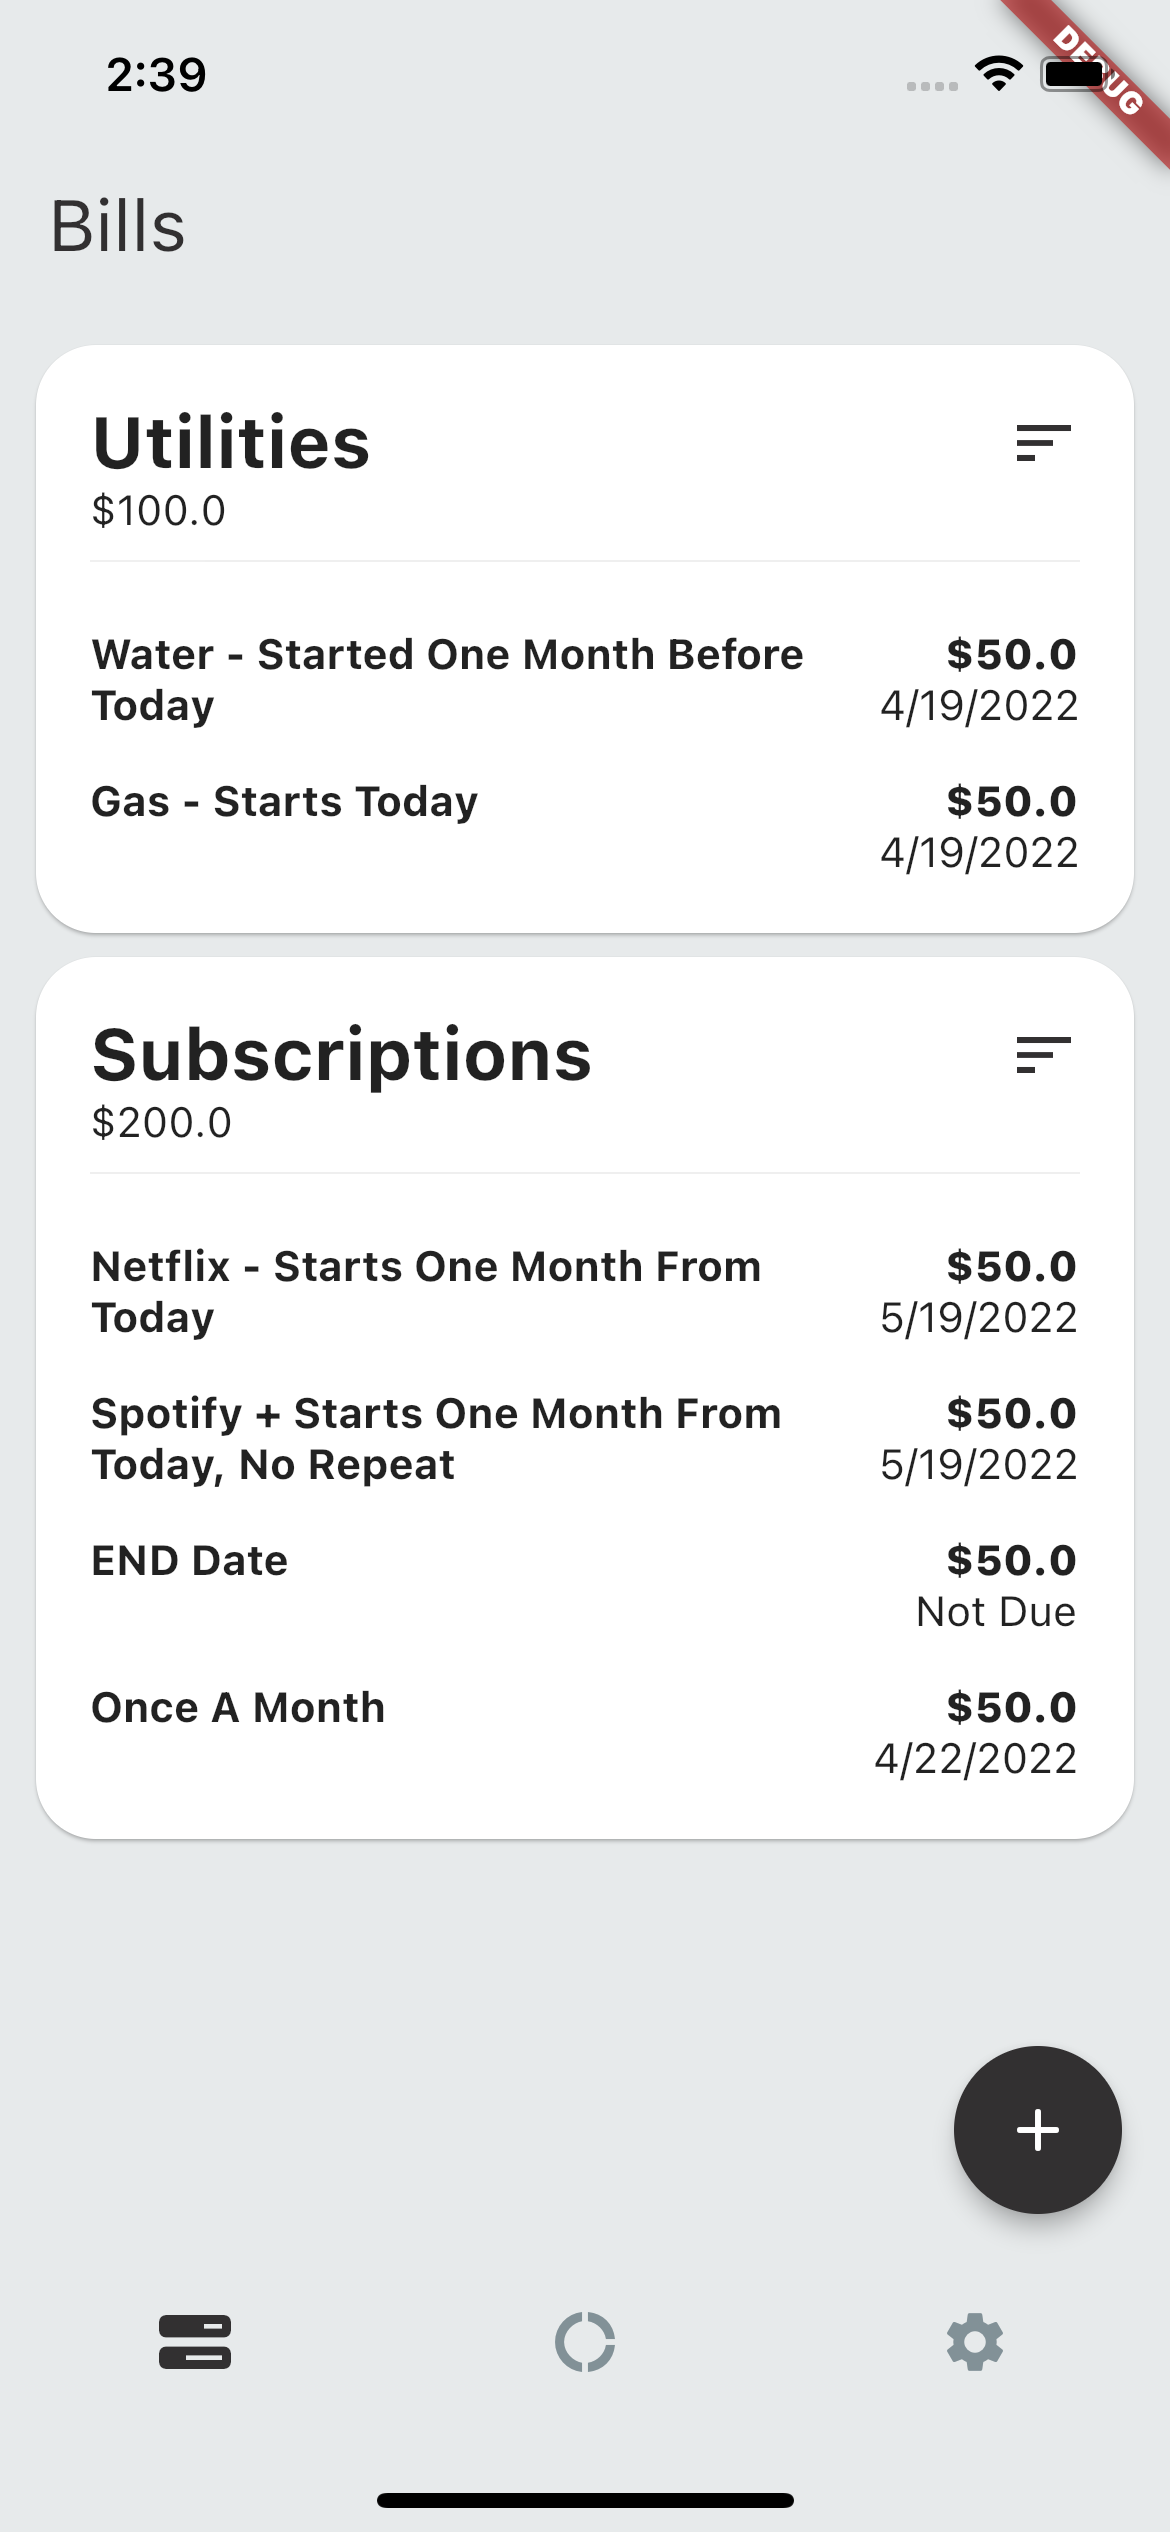 2:39
DEBUG
Bills
Utilities
$100.0
Water - Started One Month Before
Today
$50.0
4/19/2022
Gas - Starts Today
$50.0
4/19/2022
Subscriptions
$200.0
Netflix - Starts One Month From
Today
$50.0
5/19/2022
Spotify + Starts One Month From
Today, No Repeat
$50.0
5/19/2022
END Date
$50.0
Not Due
Once A Month
$50.0
4/22/2022